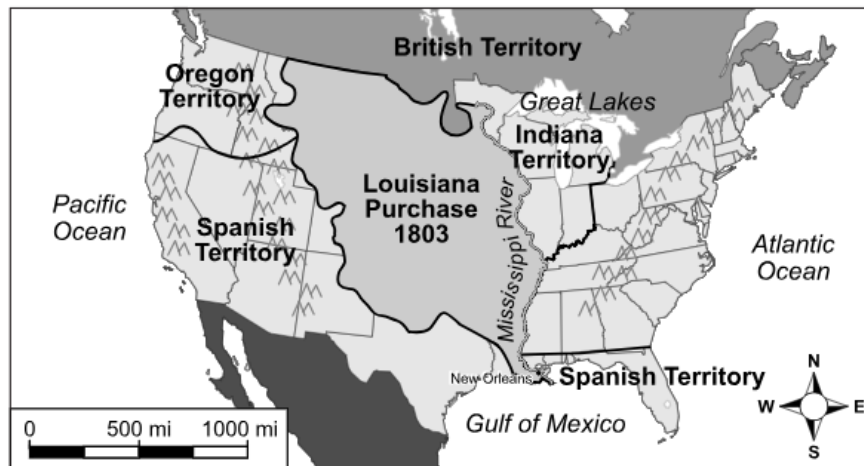 British Territory
Oregon
Territory
Great Lakes
Indiana
Territory
Pacific
Ocean
Louisiana
Purchase
1803
Spanish
Territory
Mississippi River
Atlantic
Ocean
New Orleans
Spanish Territory
Gulf of Mexico
N
W
E
S
0
500 mi
1000 mi